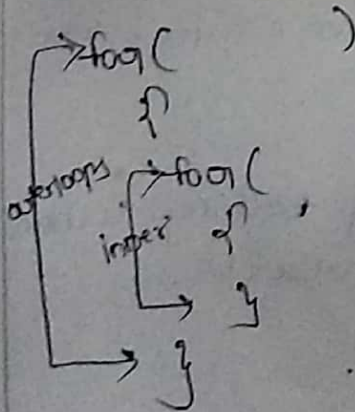 for( )
{
outerloops
for(
inner
{
}
}